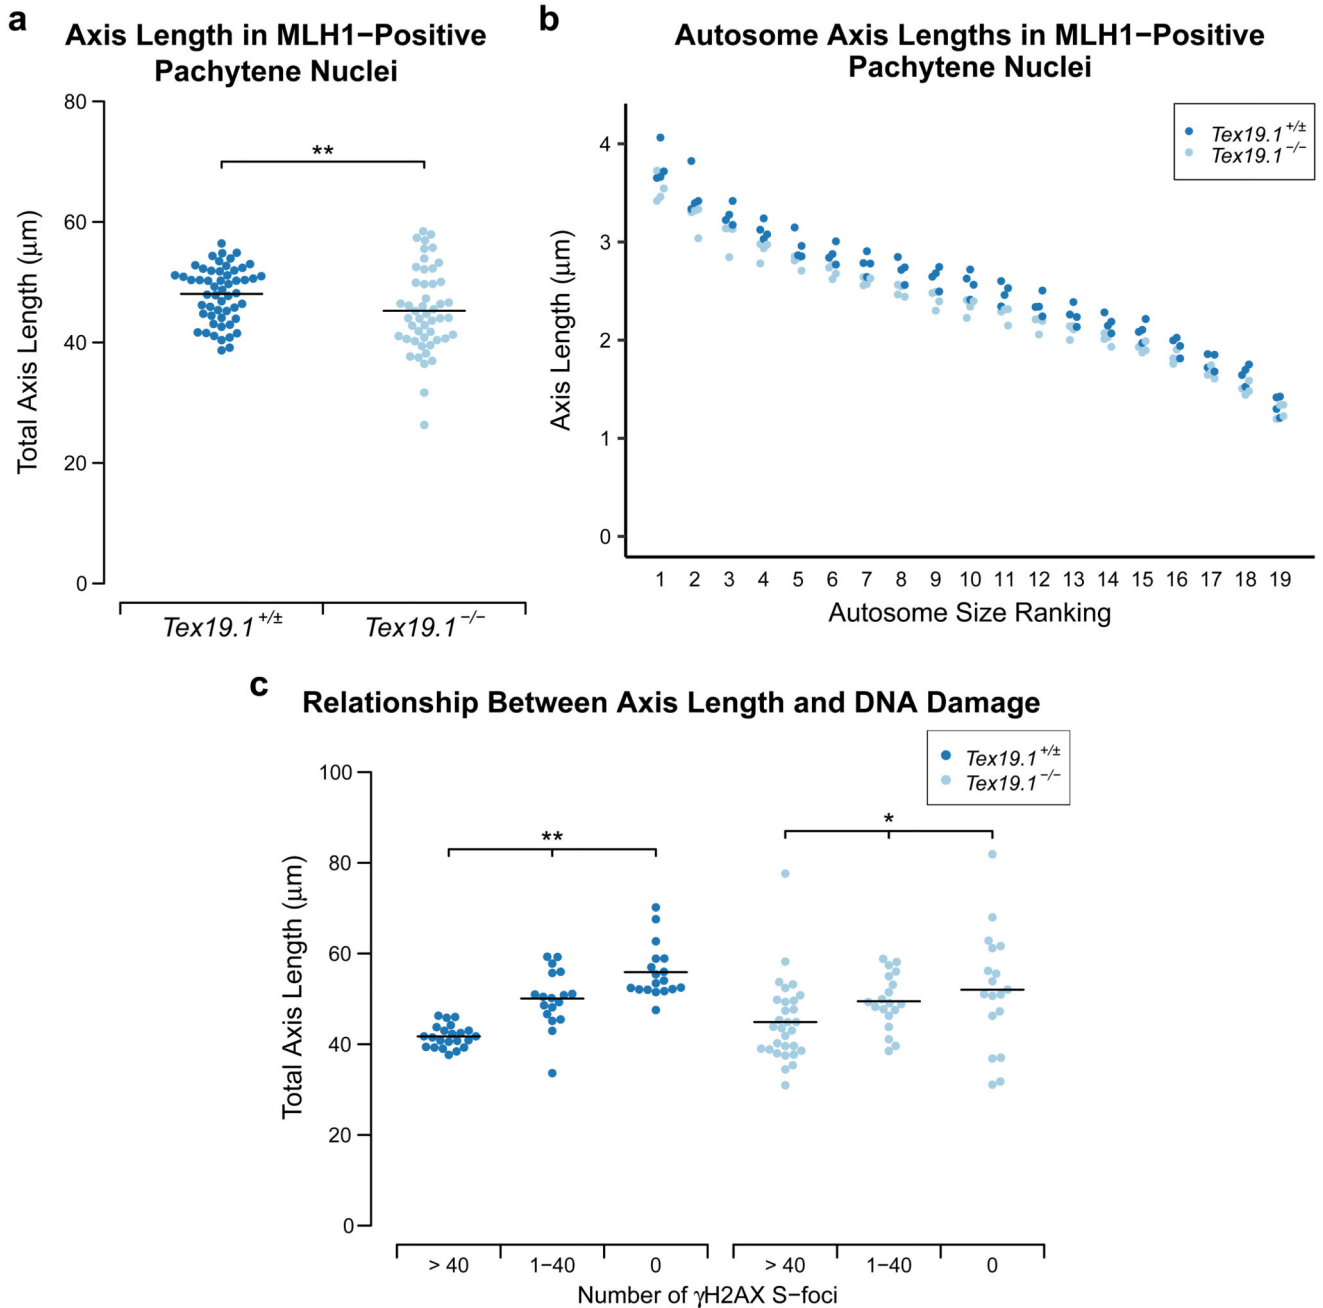 a
Axis Length in MLH1−Positive
Pachytene Nuclei
80
60
40
20
0
Total Axis Length (μm)
**
Tex19.1 +/±
Tex19.1 −/−
b
Autosome Axis Lengths in MLH1−Positive
Pachytene Nuclei
Tex19.1 +/±
Tex19.1 −/−
4
3
2
1
0
Axis Length (μm)
1 2 3 4 5 6 7 8 9 10 11 12 13 14 15 16 17 18 19
Autosome Size Ranking
c
Relationship Between Axis Length and DNA Damage
Tex19.1 +/±
Tex19.1 −/−
100
80
60
40
20
0
Total Axis Length (μm)
**
*
> 40 1−40 0 > 40 1−40 0
Number of γH2AX S−foci